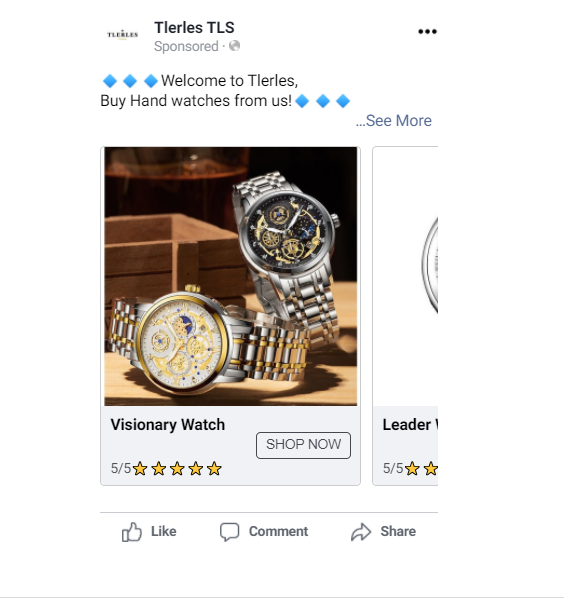 TLERLES
Tlerles TLS
Sponsored ·
Welcome to Tlerles,
Buy Hand watches from us!
...See More
Visionary Watch
SHOP NOW
5/5
Leader
5/5
Like
Comment
Share